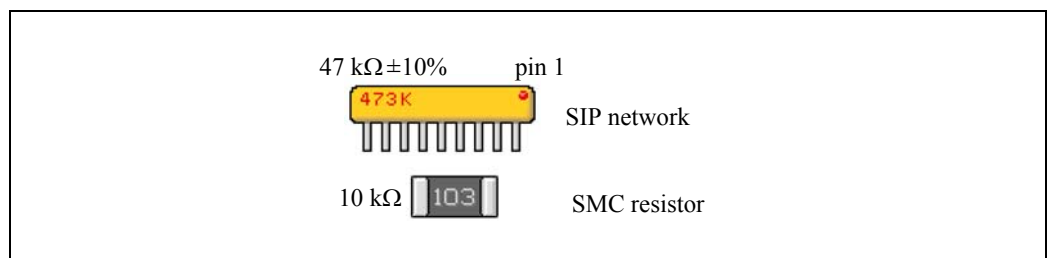 47 kΩ ±10% pin 1
473K
SIP network
10 kΩ 103 SMC resistor